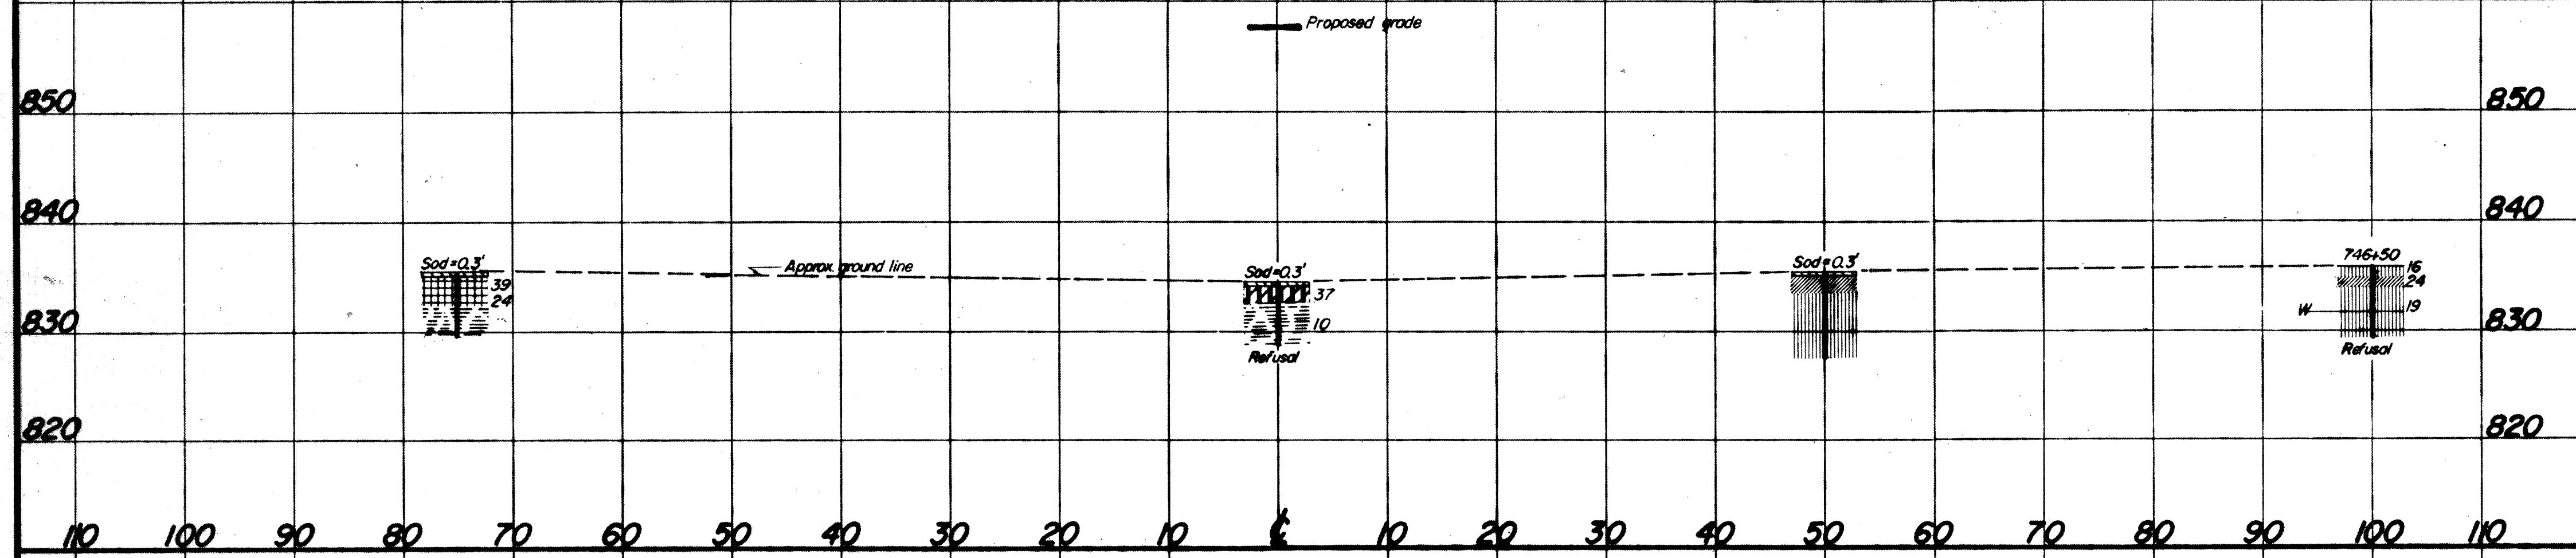 Proposed grade
850 850
840 840
Sod=0.3' Approx. ground line Sod=0.3' Sod=0.3' 746+50
39 37 16
24 10 24
W 19
830 830
Refusal Refusal
820 820
110 100 90 80 70 60 50 40 30 20 10 ℄ 10 20 30 40 50 60 70 80 90 100 110